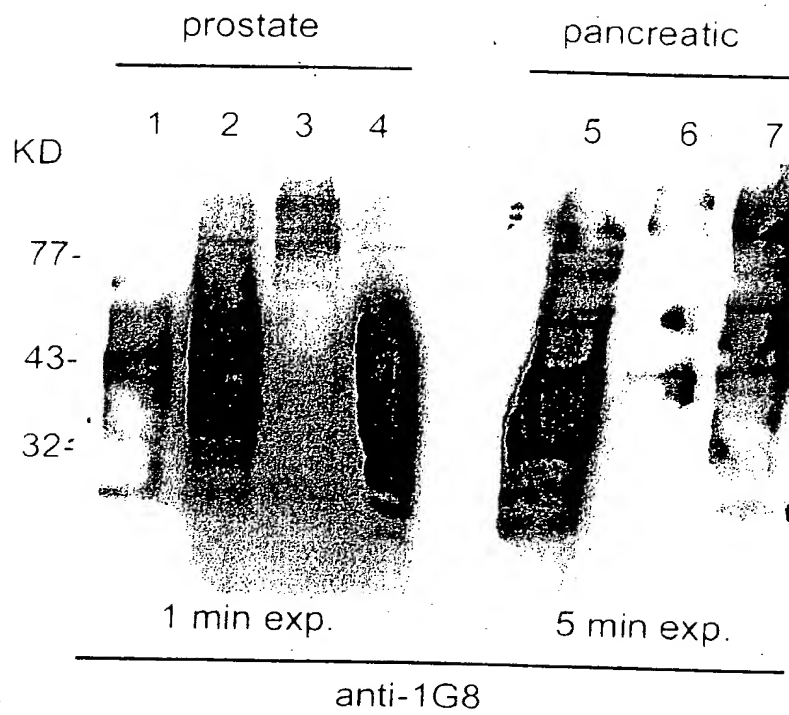 prostate pancreatic
1 2 3 4 5 6 7
KD
77-
43-
32-
1 min exp. 5 min exp.
anti-1G8